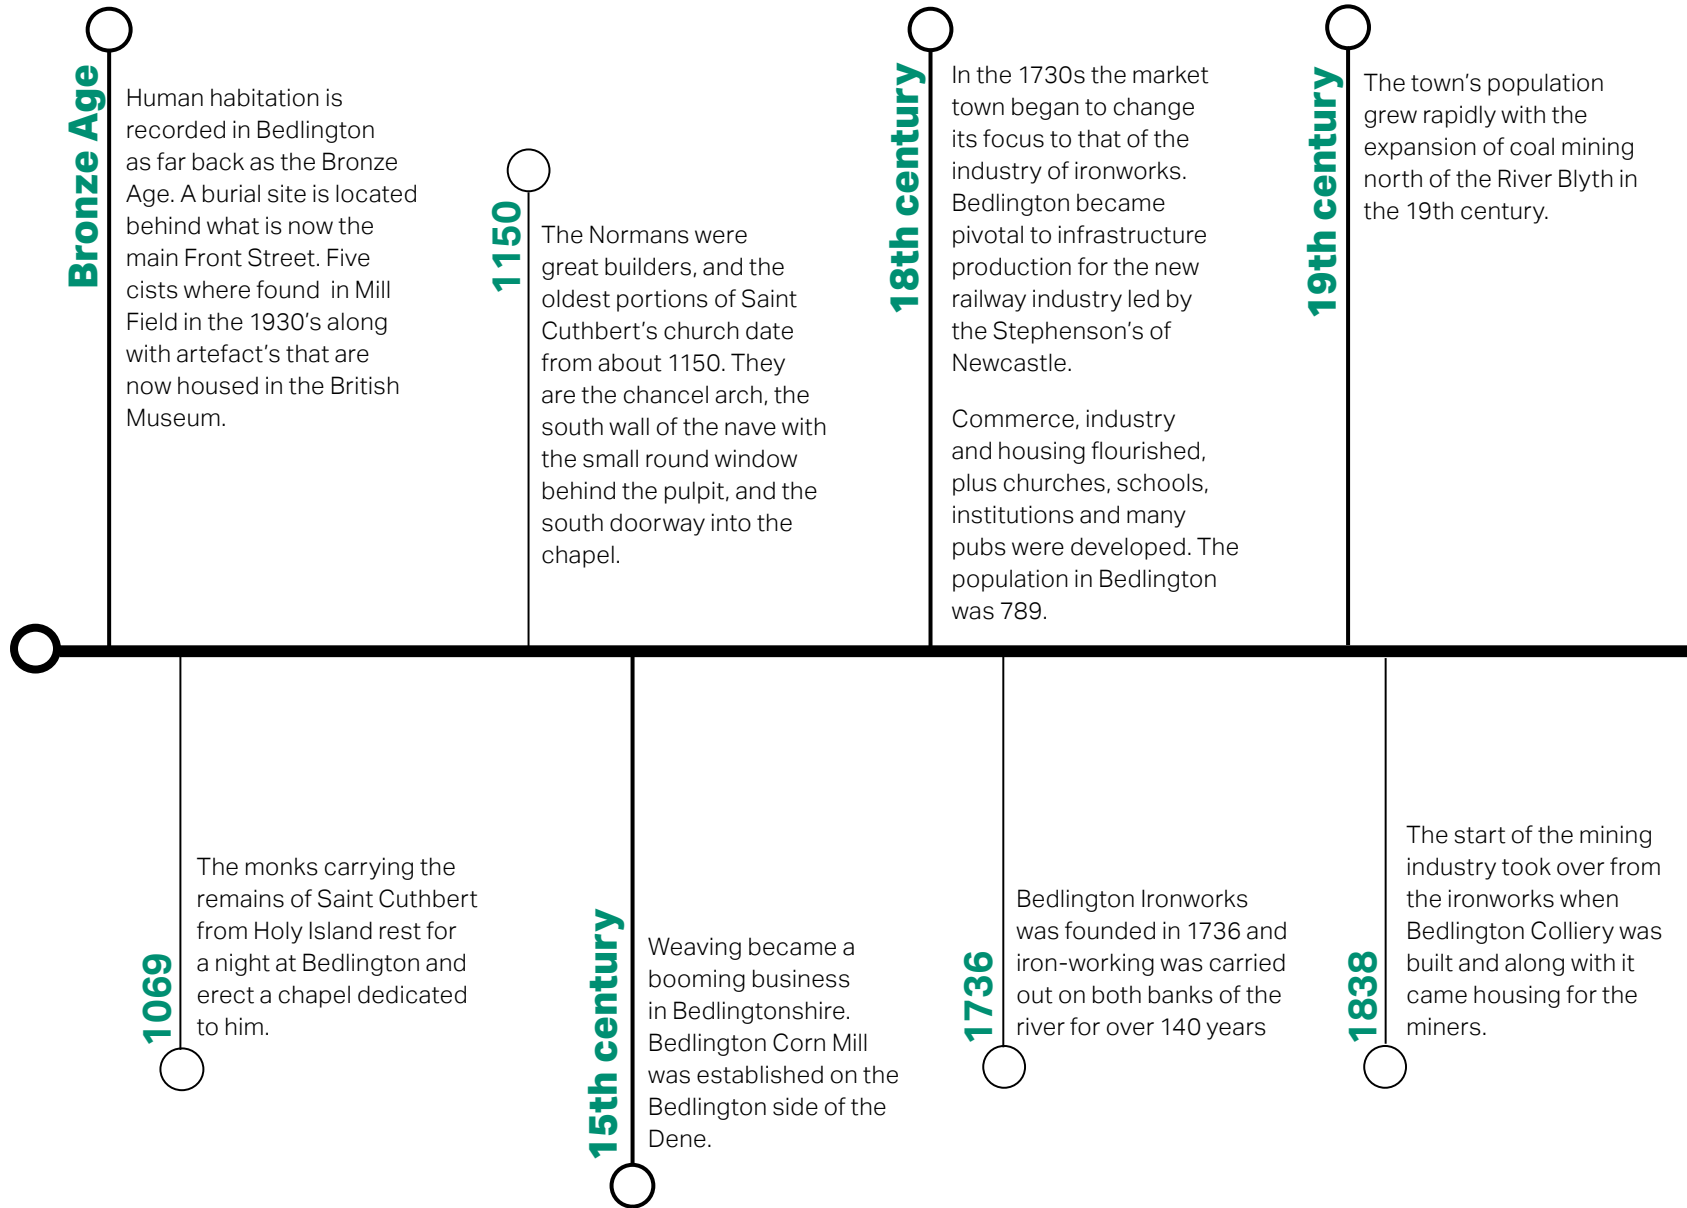 Bronze Age
Human habitation is
recorded in Bedlington
as far back as the Bronze
Age. A burial site is located
behind what is now the
main Front Street. Five
cists where found  in Mill
Field in the 1930's along
with artefact's that are
now housed in the British
Museum.
1069
The monks carrying the
remains of Saint Cuthbert
from Holy Island rest for
a night at Bedlington and
erect a chapel dedicated
to him.
1150
The Normans were
great builders, and the
oldest portions of Saint
Cuthbert's church date
from about 1150. They
are the chancel arch, the
south wall of the nave with
the small round window
behind the pulpit, and the
south doorway into the
chapel.
15th century
Weaving became a
booming business
in Bedlingtonshire.
Bedlington Corn Mill
was established on the
Bedlington side of the
Dene.
18th century
In the 1730s the market
town began to change
its focus to that of the
industry of ironworks.
Bedlington became
pivotal to infrastructure
production for the new
railway industry led by
the Stephenson's of
Newcastle.
Commerce, industry
and housing flourished,
plus churches, schools,
institutions and many
pubs were developed. The
population in Bedlington
was 789.
1736
Bedlington Ironworks
was founded in 1736 and
iron-working was carried
out on both banks of the
river for over 140 years
19th century
The town's population
grew rapidly with the
expansion of coal mining
north of the River Blyth in
the 19th century.
1838
The start of the mining
industry took over from
the ironworks when
Bedlington Colliery was
built and along with it
came housing for the
miners.